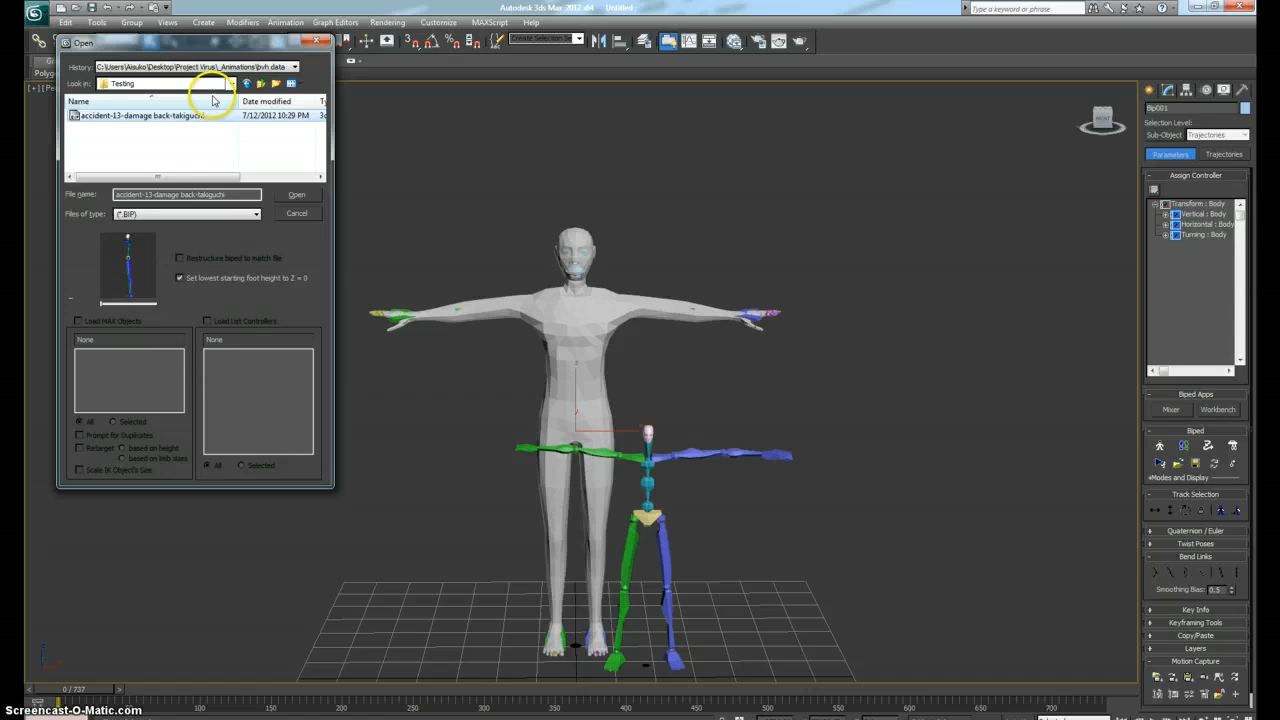 Autodesk 3ds Max 2012 x64 Untitled
Type a keyword or phrase
Edit Tools Group Views Create Modifiers Animation Graph Editors Rendering Customize MAXScript Help
Create Selection Se
Open
History: C:\Users\Aisuko\Desktop\Project Virus\_Animations\bvh data
Look in: Testing
Name Date modified Ty
accident-13-damage back-takiguchi 7/12/2012 10:29 PM 3d
File name: accident-13-damage back-takiguchi Open
Files of type: (*.BIP) Cancel
Restructure biped to match file
Set lowest starting foot height to Z = 0
Load MAX Objects Load List Controllers
None None
All Selected
Prompt for Duplicates
Retarget based on height
based on limb sizes
Scale IK Object's Size All Selected
FRONT
Bip001
Selection Level:
Sub-Object Trajectories
Parameters Trajectories
Assign Controller
Transform : Body
Vertical : Body
Horizontal : Body
Turning : Body
Biped Apps
Mixer Workbench
Biped
+Modes and Display
Track Selection
Quaternion / Euler
Twist Poses
Bend Links
Smoothing Bias: 0.5
Key Info
Keyframing Tools
Copy/Paste
Layers
Motion Capture
0 / 737
100 150 200 250 300 350 400 450 500 550 600 650 700
Screencast-O-Matic.com